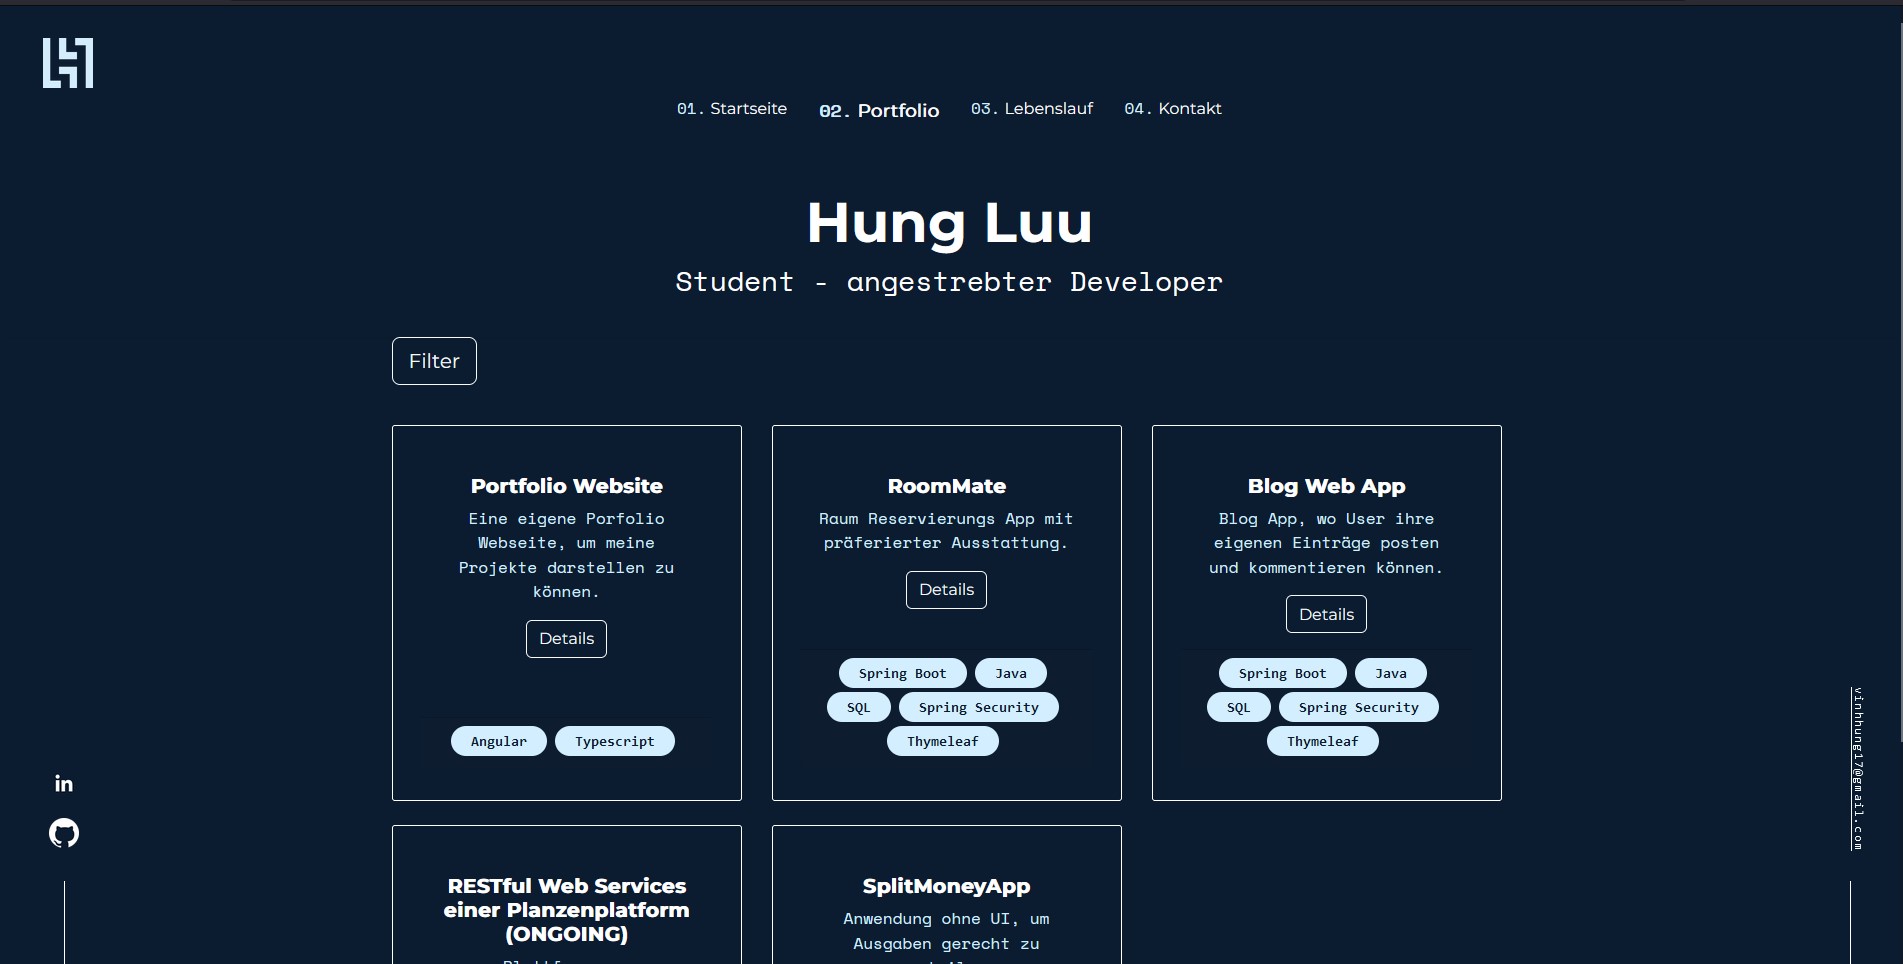 01. Startseite
02. Portfolio
03. Lebenslauf
04. Kontakt
Hung Luu
Student - angestrebter Developer
Filter
Portfolio Website
Eine eigene Porfolio
Webseite, um meine
Projekte darstellen zu
können.
Details
Angular
Typescript
RoomMate
Raum Reservierungs App mit
präferierter Ausstattung.
Details
Spring Boot
Java
SQL
Spring Security
Thymeleaf
Blog Web App
Blog App, wo User ihre
eigenen Einträge posten
und kommentieren können.
Details
Spring Boot
Java
SQL
Spring Security
Thymeleaf
RESTful Web Services
einer Planzenplatform
(ONGOING)
SplitMoneyApp
Anwendung ohne UI, um
Ausgaben gerecht zu
in
vinhhung17@gmail.com